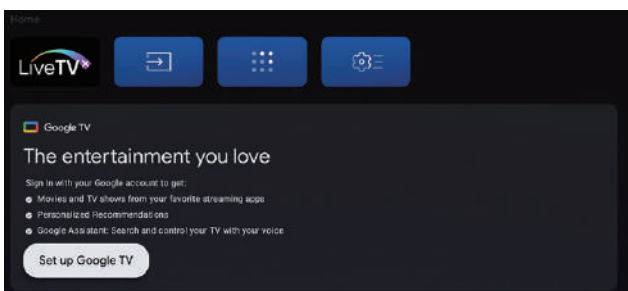 Home
LiveTV
Google TV
The entertainment you love
Sign in with your Google account to get:
Movies and TV shows from your favorite streaming apps
Personalized Recommendations
Google Assistant: Search and control your TV with your voice
Set up Google TV